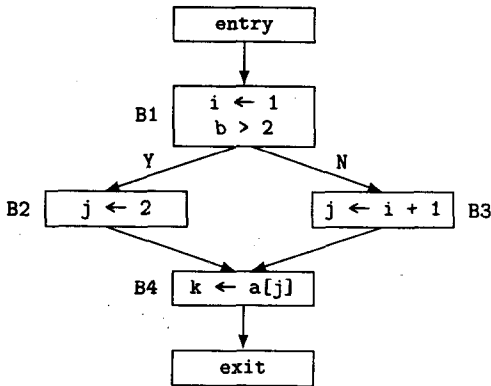 entry
B1
i ← 1
b > 2
Y
N
B2
j ← 2
j ← i + 1
B3
B4
k ← a[j]
exit